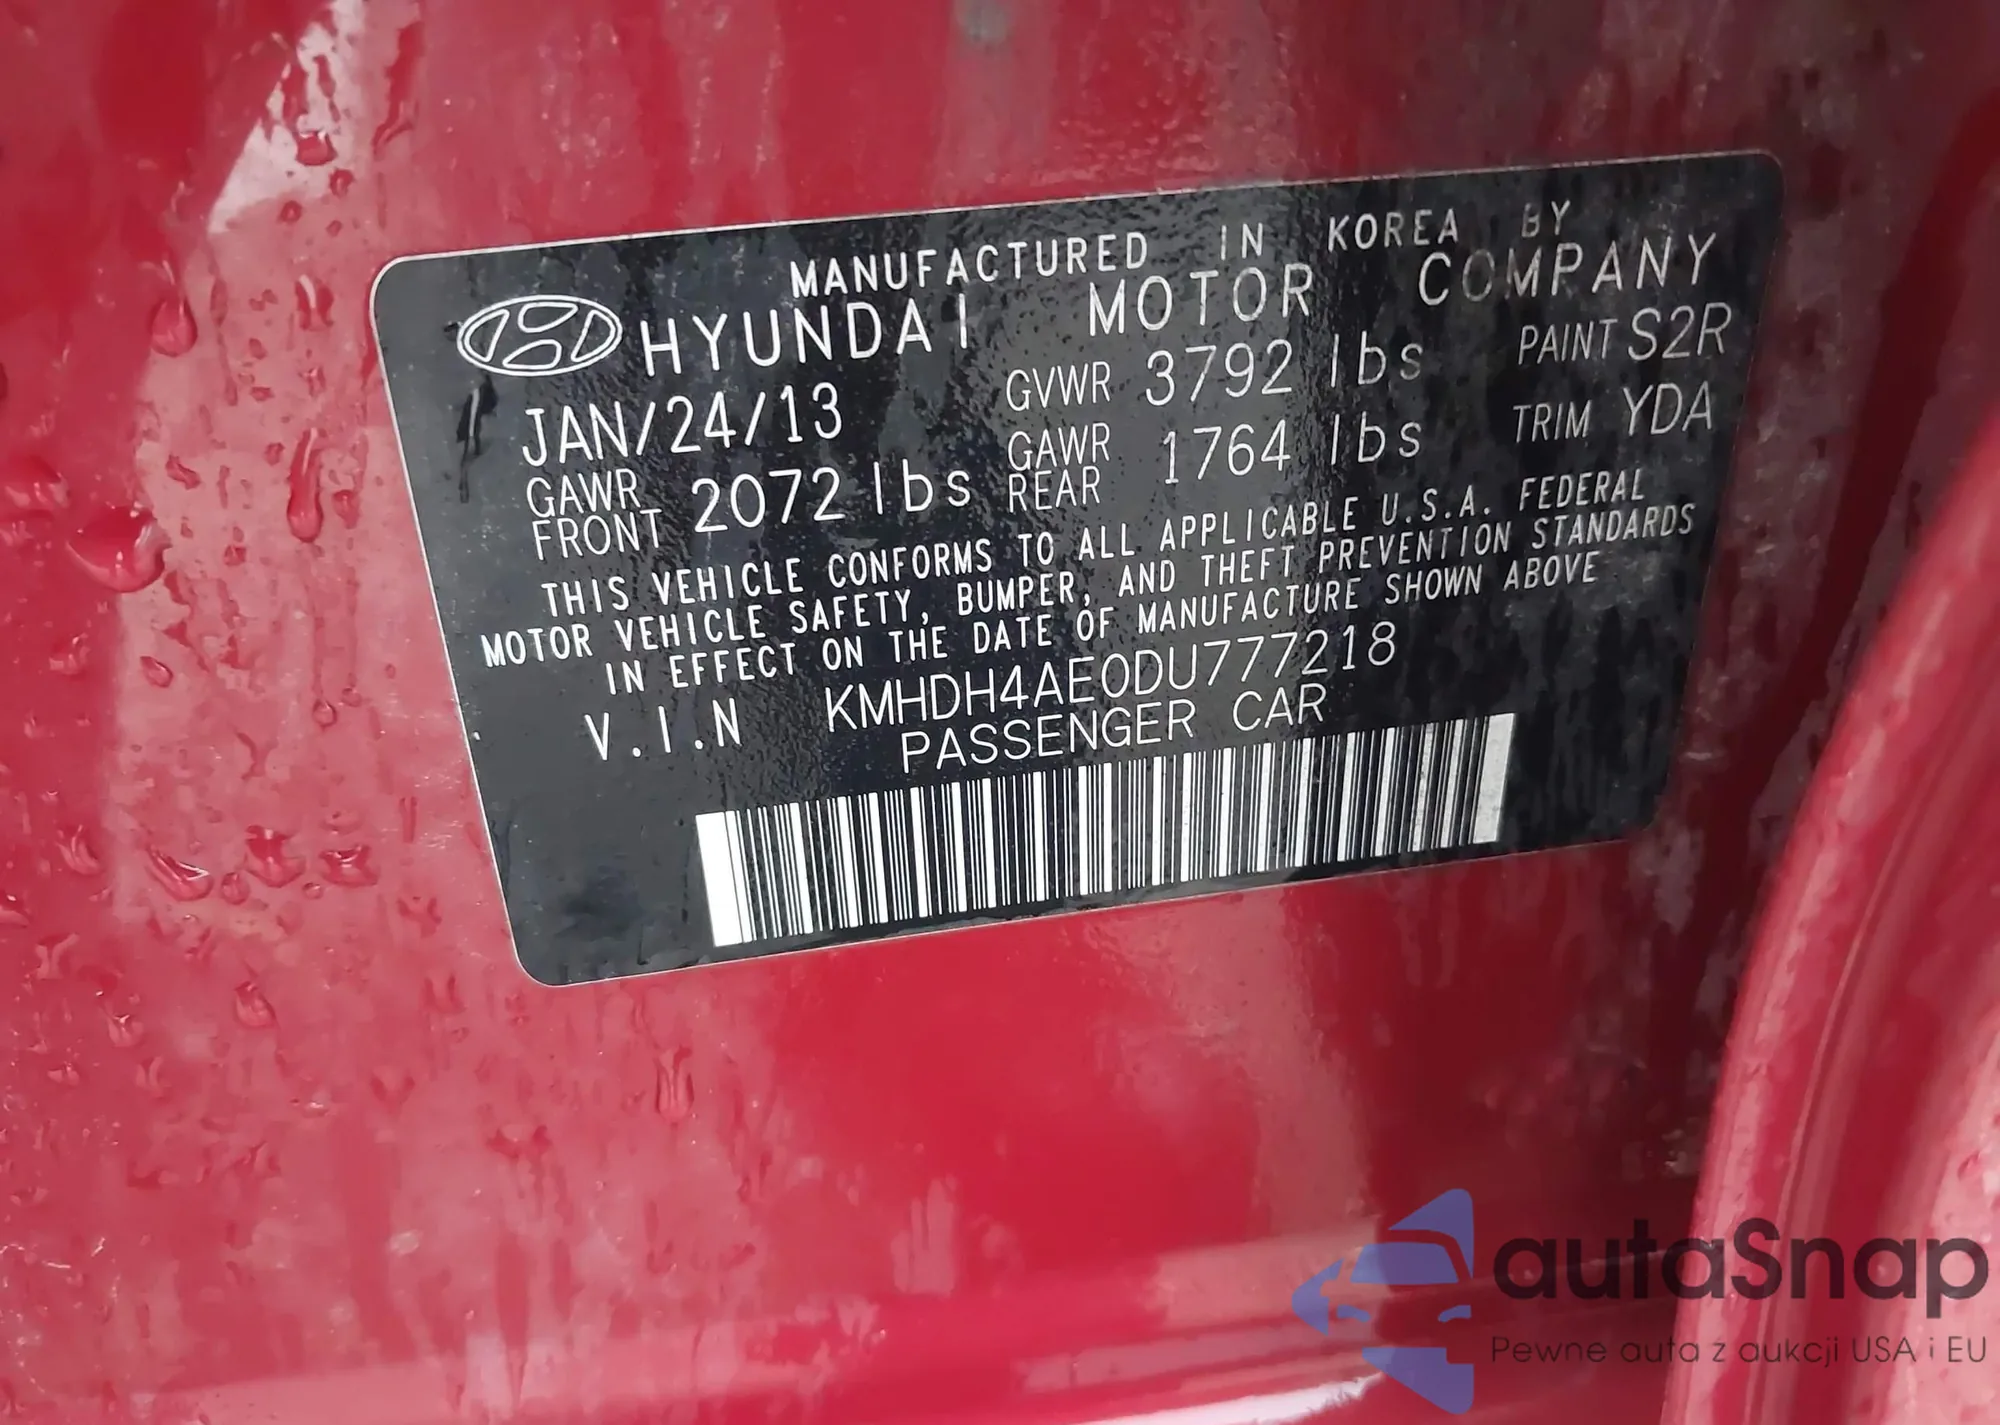 MANUFACTURED IN KOREA BY
HYUNDAI MOTOR COMPANY
JAN/24/13 GVWR 3792 lbs PAINT S2R
GAWR FRONT 2072 lbs GAWR REAR 1764 lbs TRIM YDA
THIS VEHICLE CONFORMS TO ALL APPLICABLE U.S.A. FEDERAL
MOTOR VEHICLE SAFETY, BUMPER, AND THEFT PREVENTION STANDARDS
IN EFFECT ON THE DATE OF MANUFACTURE SHOWN ABOVE
V.I.N KMHDH4AE0DU777218
PASSENGER CAR
autaSnap
Pewne auta z aukcji USA i EU